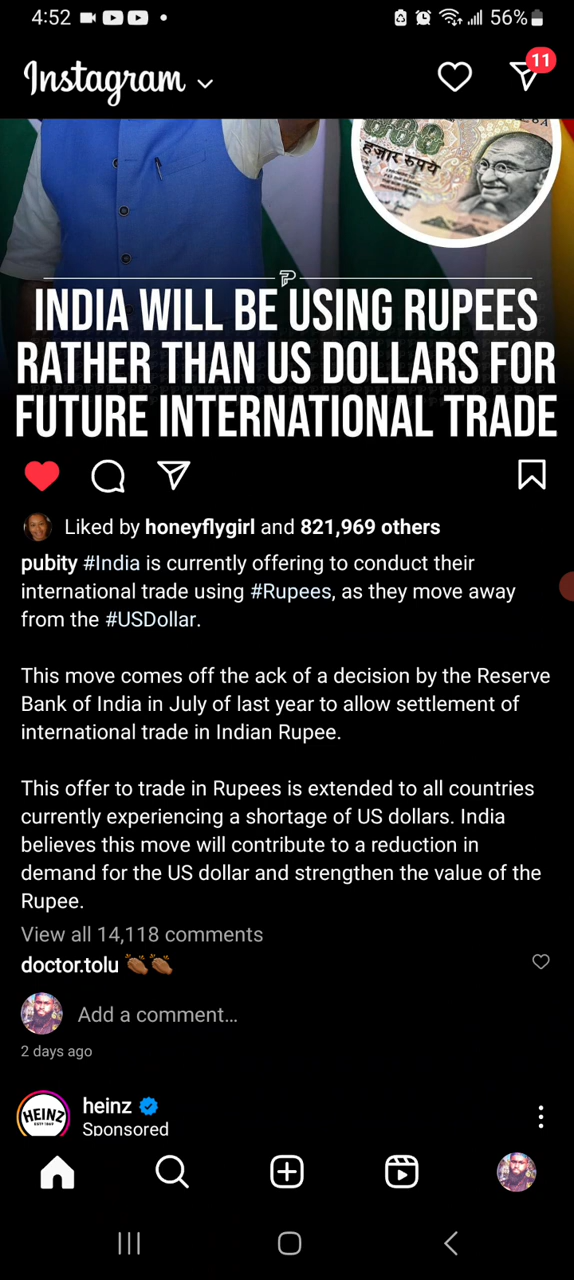 4:52
56%
Instagram
11
हज़ार रुपये
INDIA WILL BE USING RUPEES
RATHER THAN US DOLLARS FOR
FUTURE INTERNATIONAL TRADE
Liked by honeyflygirl and 821,969 others
pubity #India is currently offering to conduct their
international trade using #Rupees, as they move away
from the #USDollar.
This move comes off the ack of a decision by the Reserve
Bank of India in July of last year to allow settlement of
international trade in Indian Rupee.
This offer to trade in Rupees is extended to all countries
currently experiencing a shortage of US dollars. India
believes this move will contribute to a reduction in
demand for the US dollar and strengthen the value of the
Rupee.
View all 14,118 comments
doctor.tolu 👏🏾👏🏾
Add a comment...
2 days ago
HEINZ
heinz
Sponsored